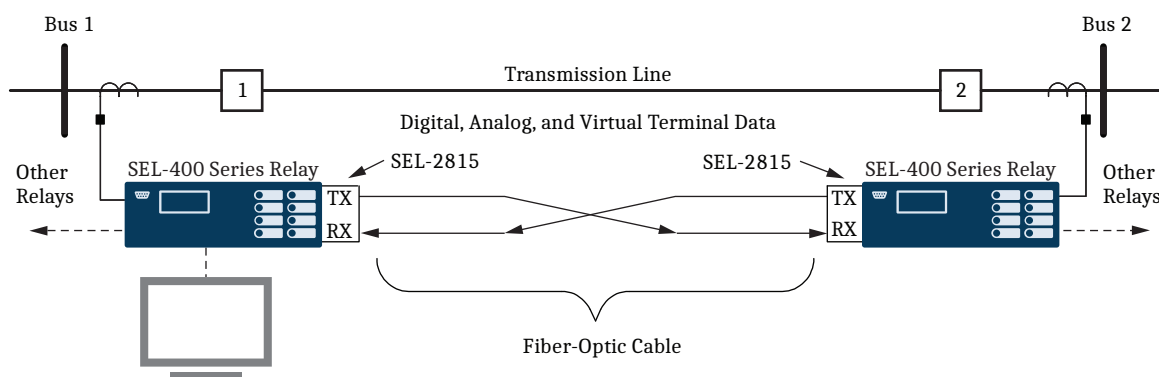 Bus 1
Bus 2
1
Transmission Line
2
Digital, Analog, and Virtual Terminal Data
SEL-2815
SEL-2815
Other
Relays
SEL-400 Series Relay
SEL-400 Series Relay
Other
Relays
TX
RX
TX
RX
Fiber-Optic Cable